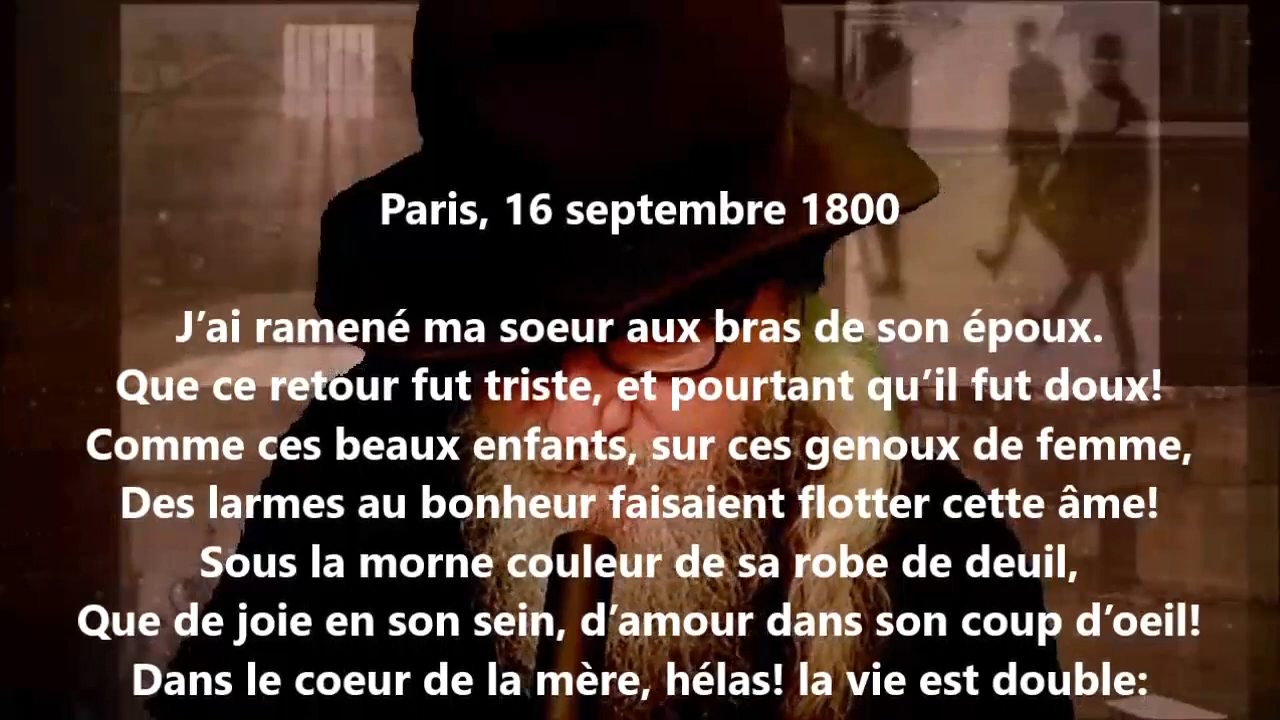 Paris, 16 septembre 1800
J’ai ramené ma soeur aux bras de son époux.
Que ce retour fut triste, et pourtant qu’il fut doux!
Comme ces beaux enfants, sur ces genoux de femme,
Des larmes au bonheur faisaient flotter cette âme!
Sous la morne couleur de sa robe de deuil,
Que de joie en son sein, d’amour dans son coup d’oeil!
Dans le coeur de la mère, hélas! la vie est double: